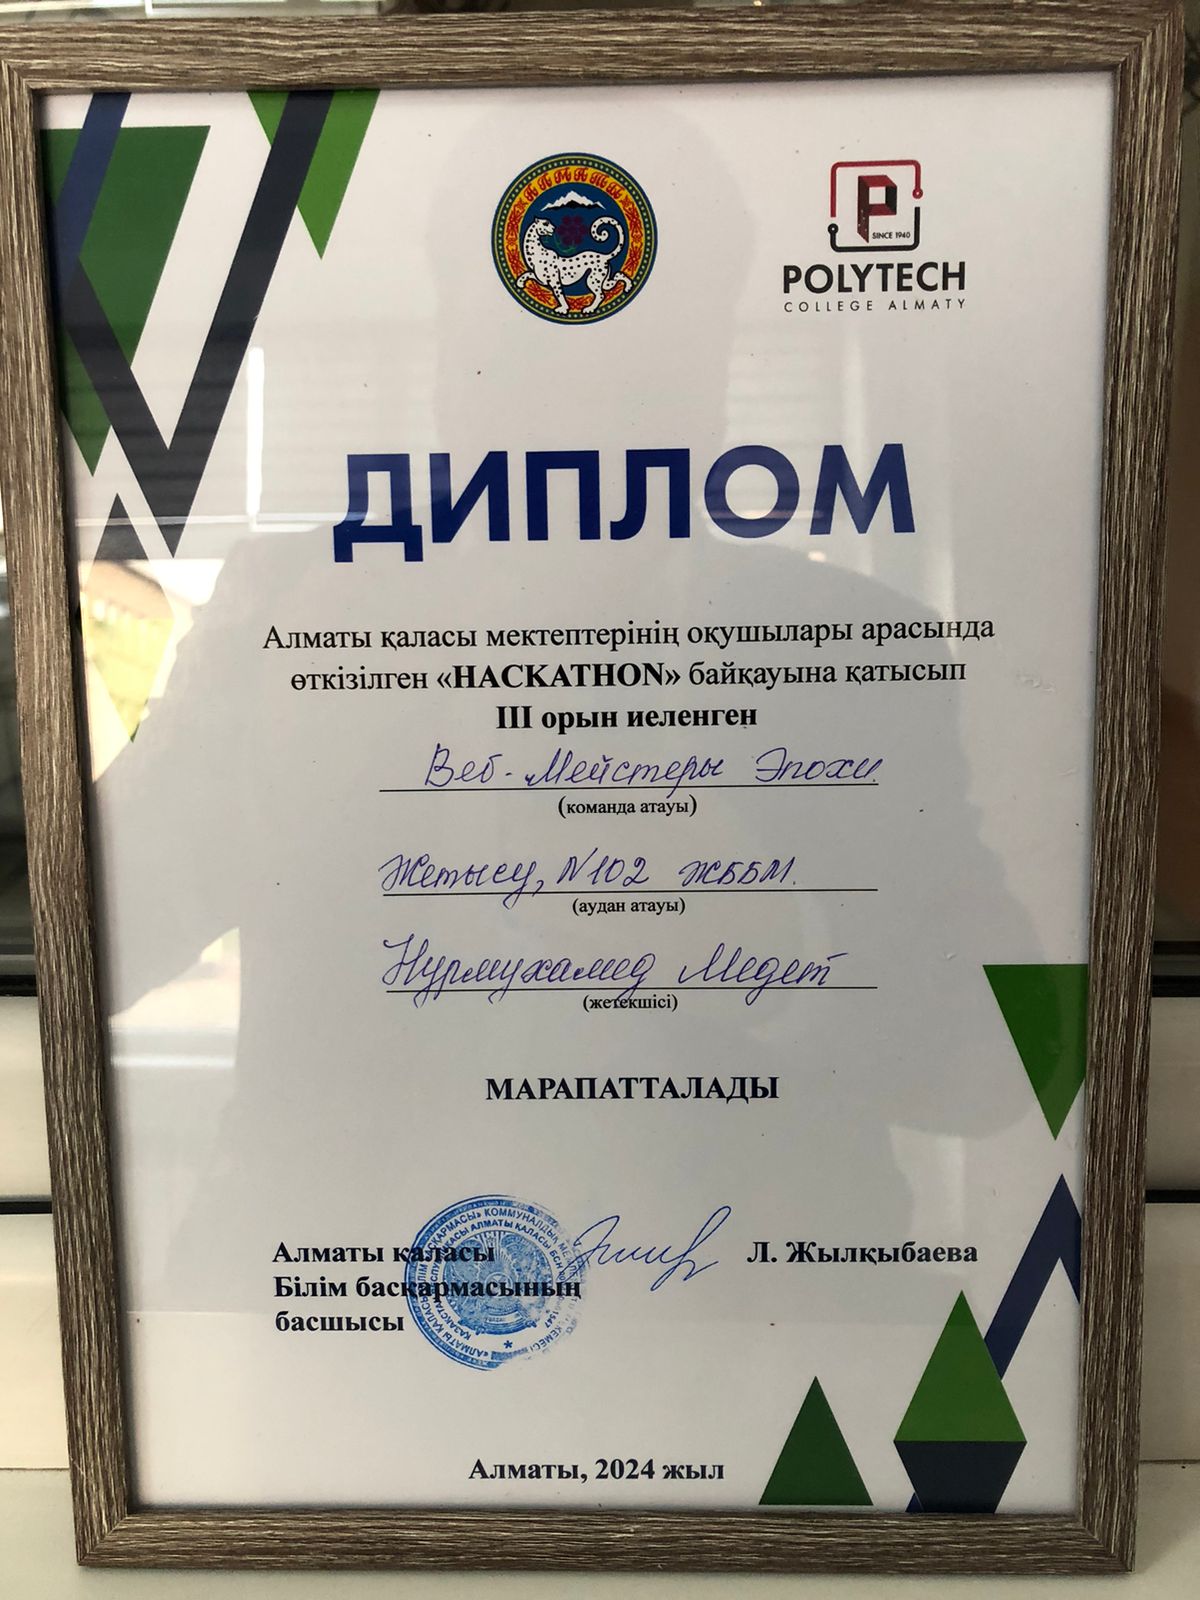 АЛМАТЫ
P
SINCE 1940
POLYTECH
COLLEGE ALMATY
ДИПЛОМ
Алматы қаласы мектептерінің оқушылары арасында
өткізілген «HACKATHON» байқауына қатысып
III орын иеленген
Веб-Мейстеры Эпохи.
(команда атауы)
Жетысу, N102 ЖББМ.
(аудан атауы)
Нурмухамед Медет
(жетекшісі)
МАРАПАТТАЛАДЫ
Алматы қаласы
Білім басқармасының
басшысы
Л. Жылқыбаева
Алматы, 2024 жыл